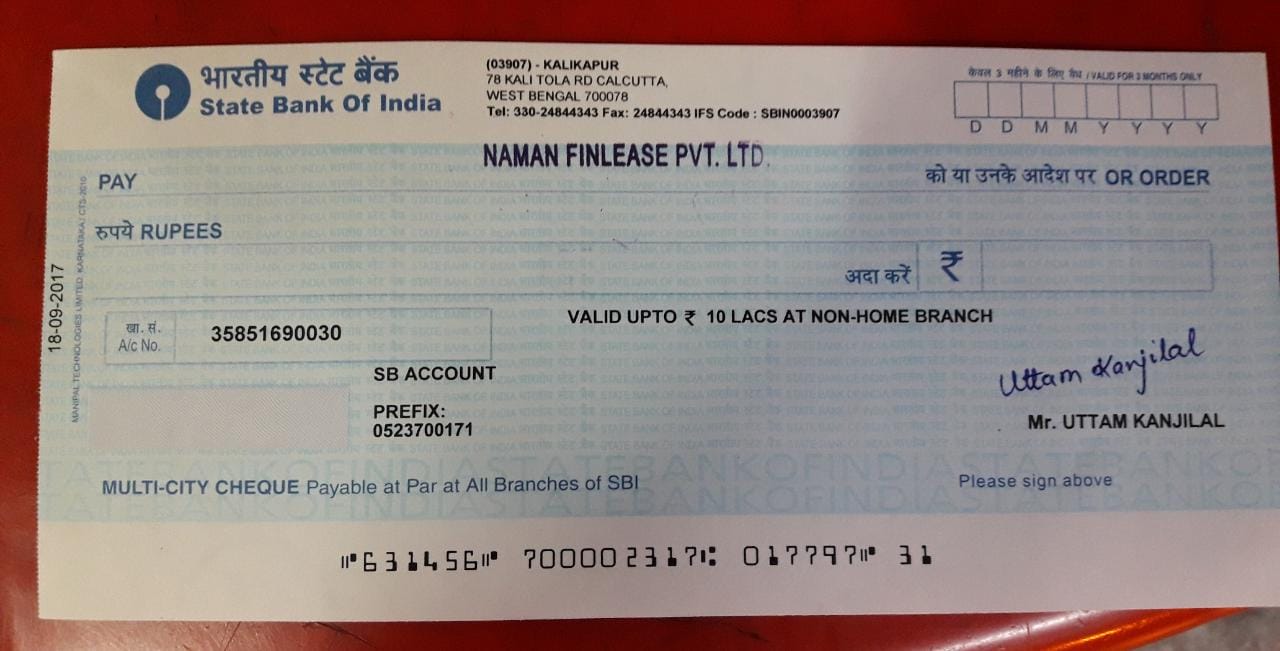 भारतीय स्टेट बैंक
State Bank Of India
(03907) - KALIKAPUR
78 KALI TOLA RD CALCUTTA,
WEST BENGAL 700078
Tel: 330-24844343 Fax: 24844343 IFS Code : SBIN0003907
केवल 3 महीने के लिए वैध / VALID FOR 3 MONTHS ONLY
D D M M Y Y Y Y
NAMAN FINLEASE PVT. LTD.
PAY
को या उनके आदेश पर OR ORDER
रुपये RUPEES
अदा करें ₹
खा. सं.
A/c No.
35851690030
VALID UPTO ₹ 10 LACS AT NON-HOME BRANCH
SB ACCOUNT
PREFIX:
0523700171
Uttam Kanjilal
Mr. UTTAM KANJILAL
MULTI-CITY CHEQUE Payable at Par at All Branches of SBI
Please sign above
⑈631456⑈ 700002317⑆ 017797⑈ 31
18-09-2017
MANIPAL TECHNOLOGIES LIMITED, KARNATAKA / CTS-2010
STATEBANKOFINDIASTATEBANKOF